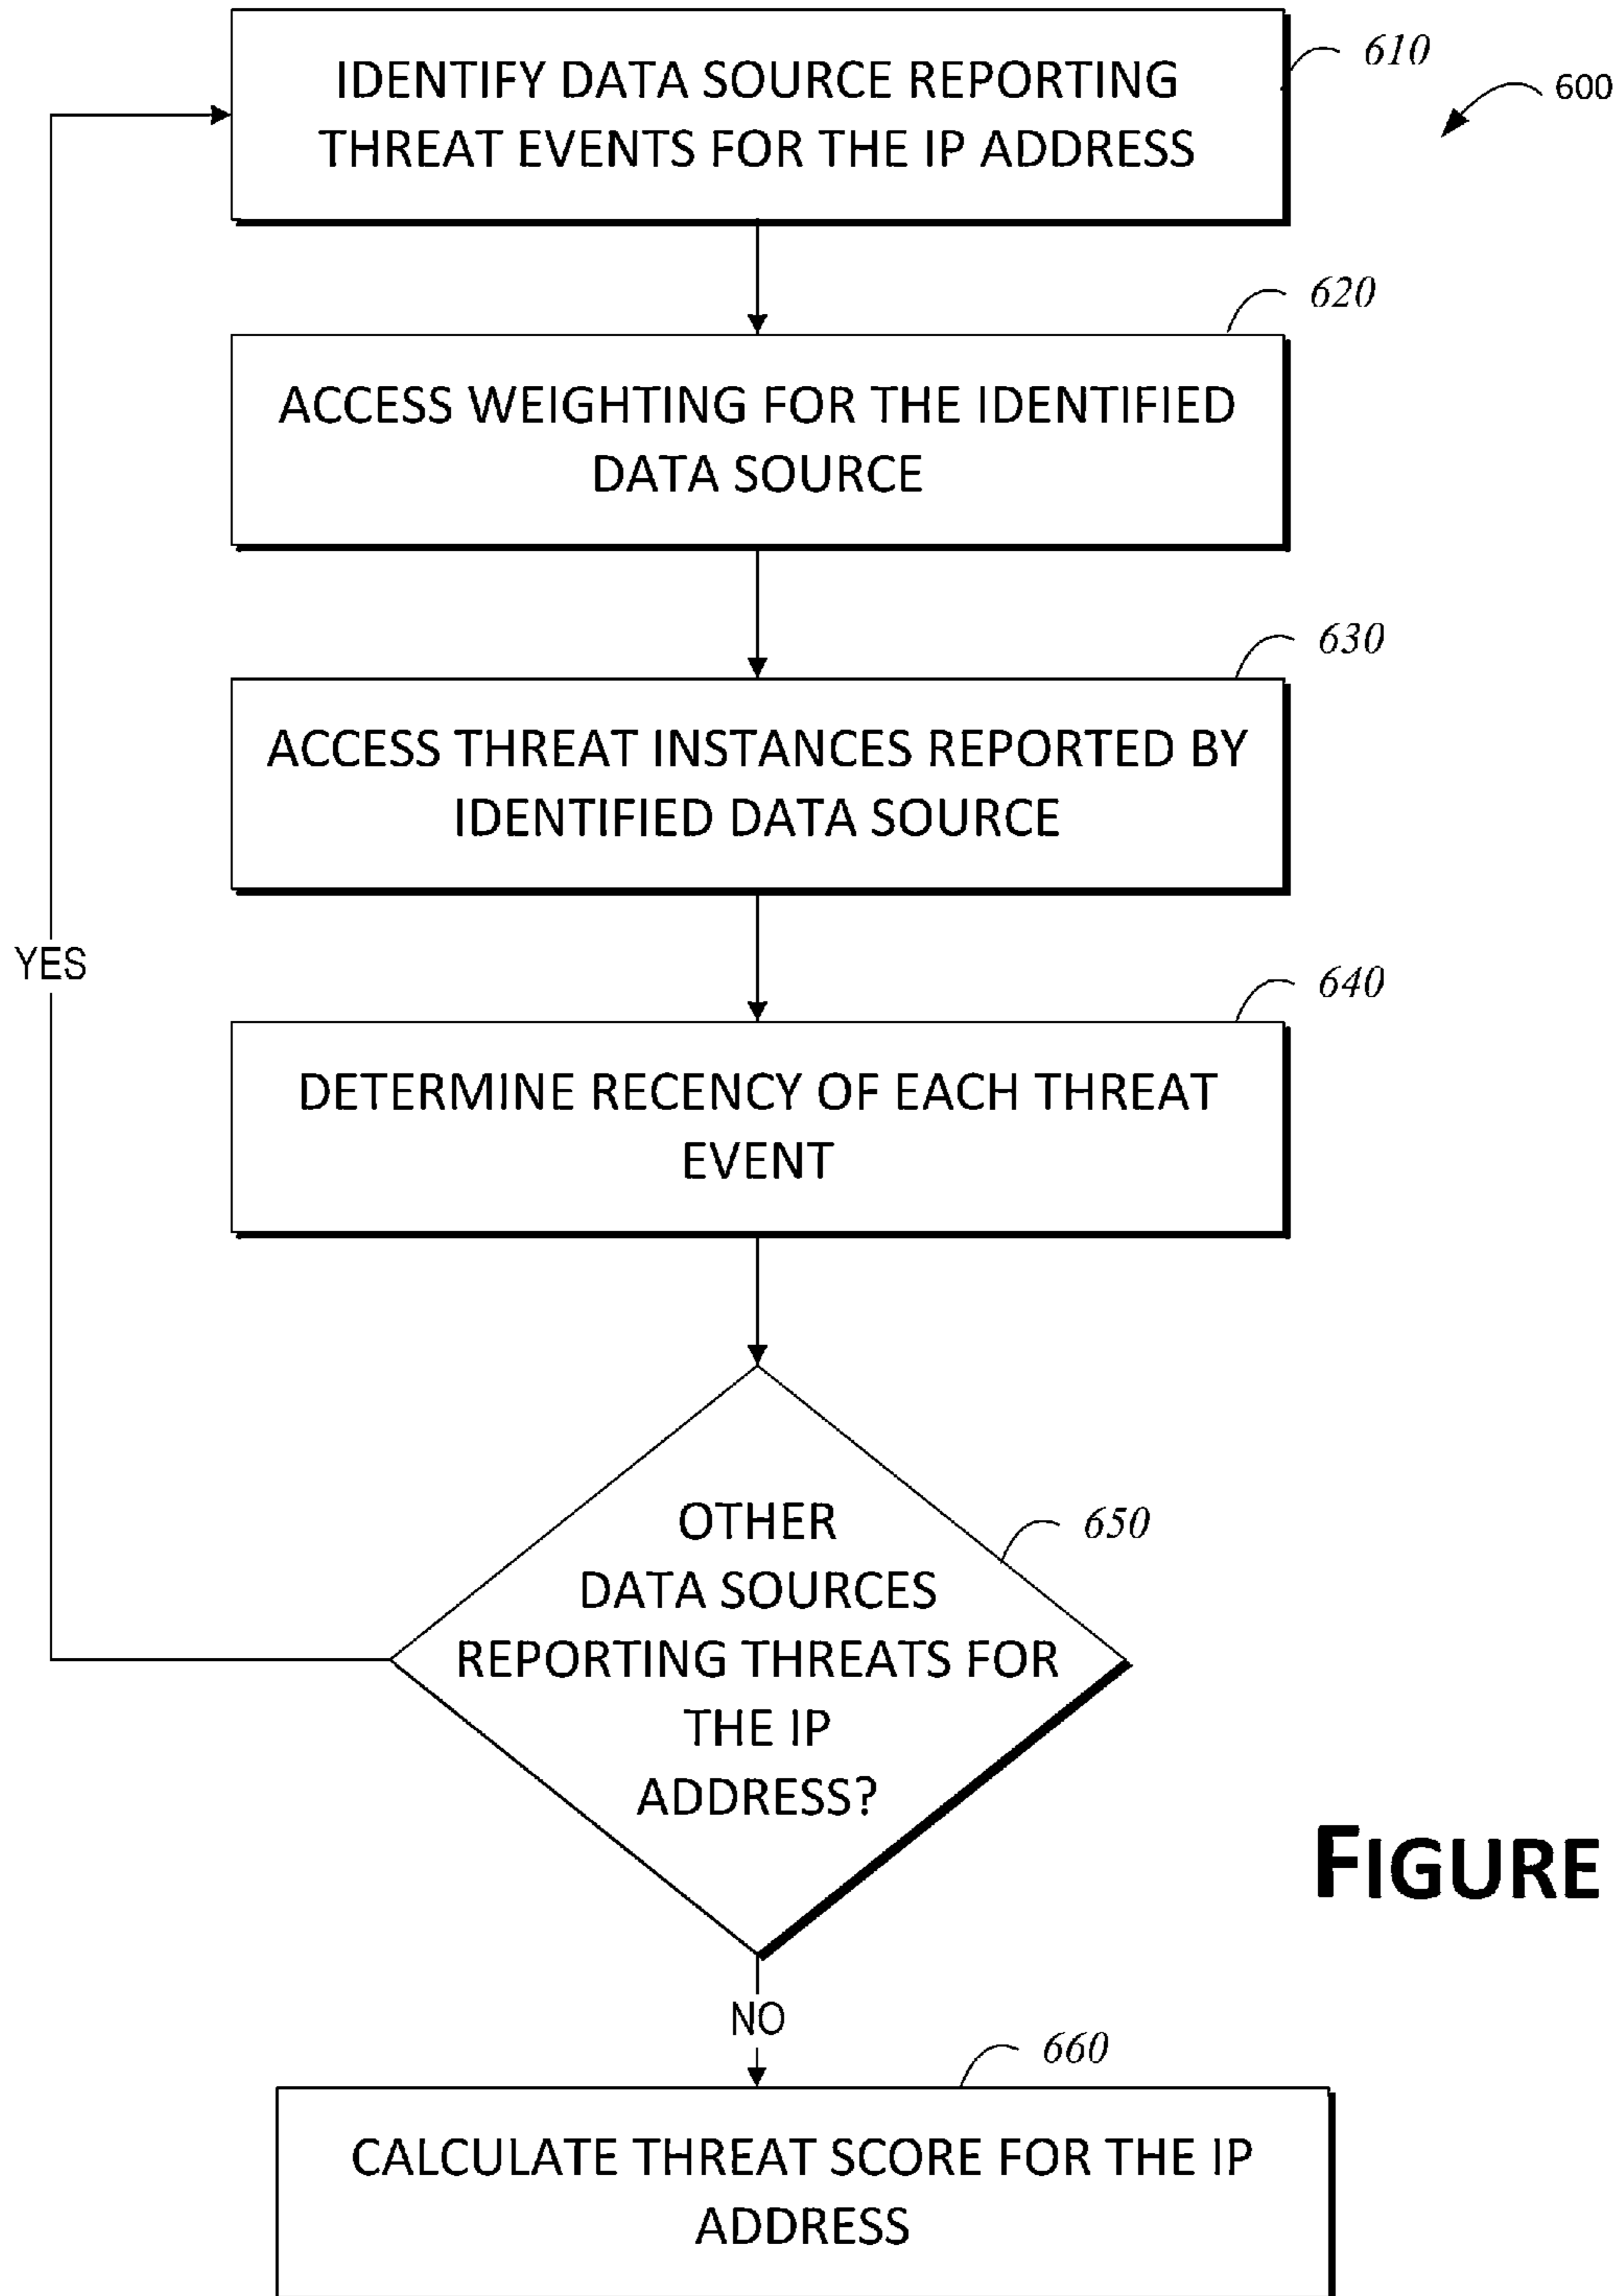 IDENTIFY DATA SOURCE REPORTING
THREAT EVENTS FOR THE IP ADDRESS
610
600
620
ACCESS WEIGHTING FOR THE IDENTIFIED
DATA SOURCE
630
ACCESS THREAT INSTANCES REPORTED BY
IDENTIFIED DATA SOURCE
YES
640
DETERMINE RECENCY OF EACH THREAT
EVENT
OTHER
DATA SOURCES
REPORTING THREATS FOR
THE IP
ADDRESS?
650
FIGURE
NO
660
CALCULATE THREAT SCORE FOR THE IP
ADDRESS